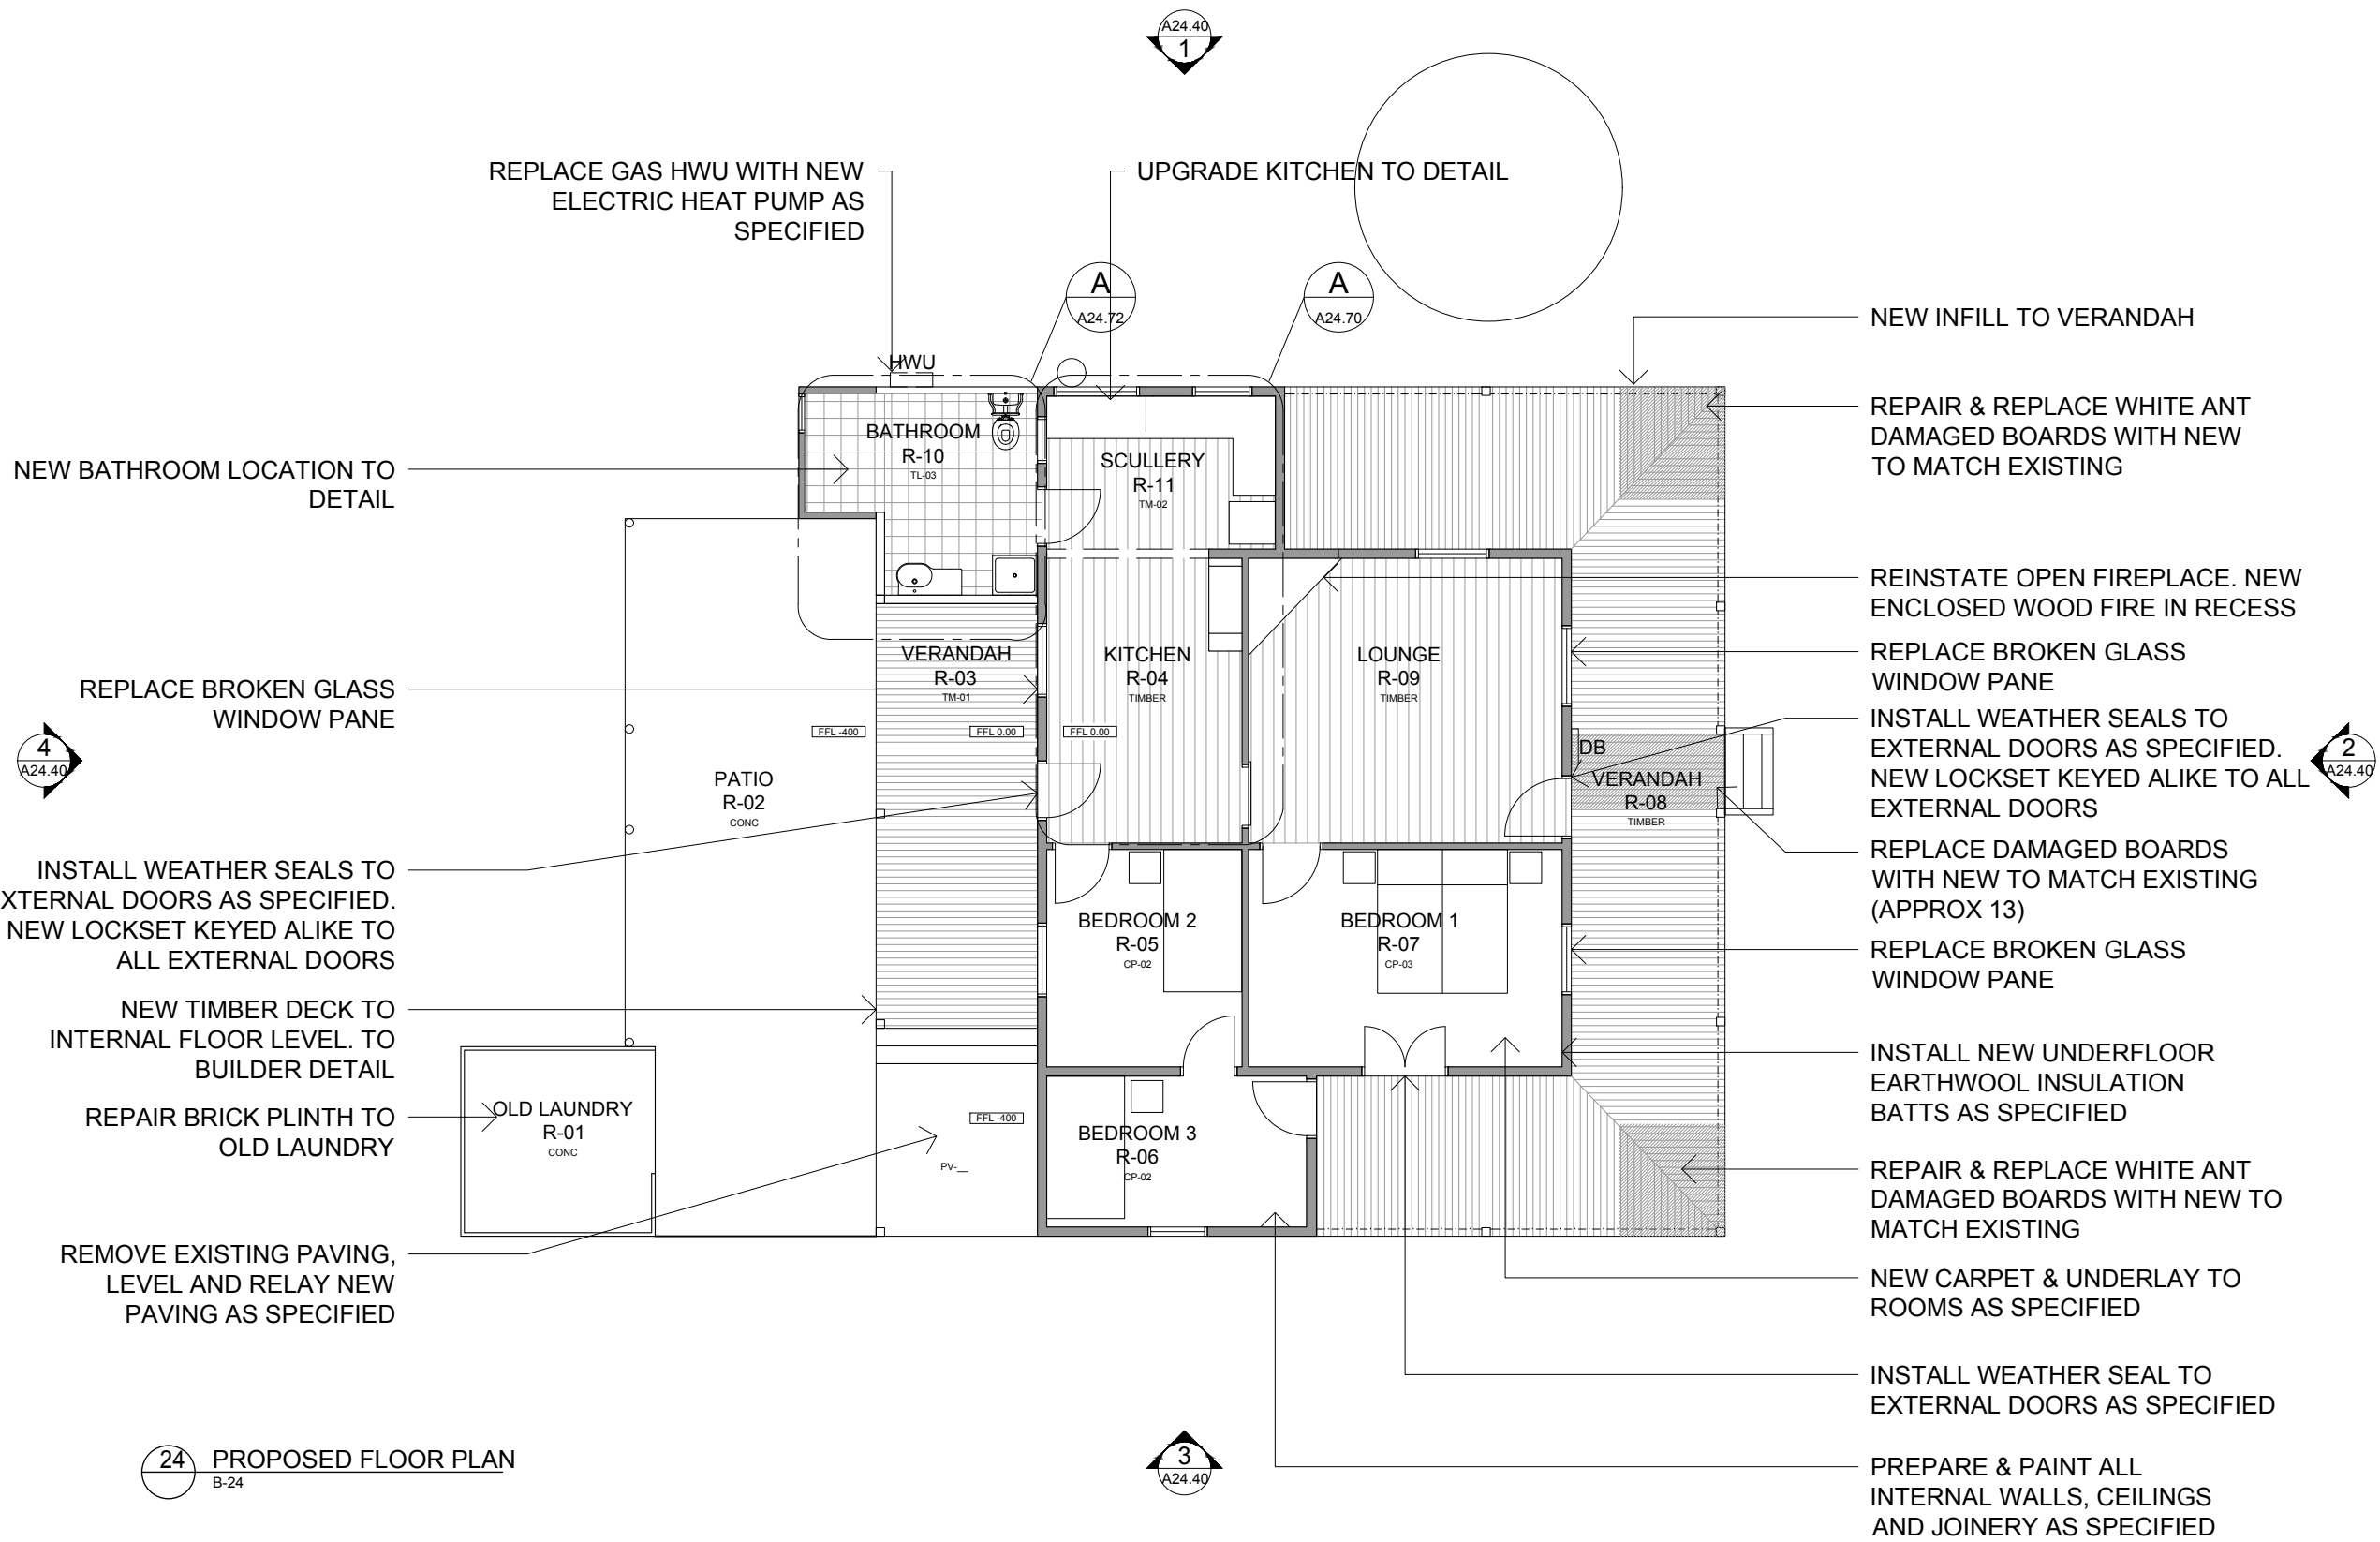 A24.40
1
REPLACE GAS HWU WITH NEW
ELECTRIC HEAT PUMP AS
SPECIFIED
UPGRADE KITCHEN TO DETAIL
A
A24.72
A
A24.70
NEW INFILL TO VERANDAH
REPAIR & REPLACE WHITE ANT
DAMAGED BOARDS WITH NEW
TO MATCH EXISTING
HWU
BATHROOM
R-10
TL-03
SCULLERY
R-11
TM-02
NEW BATHROOM LOCATION TO
DETAIL
REINSTATE OPEN FIREPLACE. NEW
ENCLOSED WOOD FIRE IN RECESS
VERANDAH
R-03
TM-01
KITCHEN
R-04
TIMBER
LOUNGE
R-09
TIMBER
REPLACE BROKEN GLASS
WINDOW PANE
REPLACE BROKEN GLASS
WINDOW PANE
FFL -400
FFL 0.00
FFL 0.00
4
A24.40
PATIO
R-02
CONC
DB
VERANDAH
R-08
TIMBER
INSTALL WEATHER SEALS TO
EXTERNAL DOORS AS SPECIFIED.
NEW LOCKSET KEYED ALIKE TO ALL
EXTERNAL DOORS
2
A24.40
REPLACE DAMAGED BOARDS
WITH NEW TO MATCH EXISTING
(APPROX 13)
INSTALL WEATHER SEALS TO
XTERNAL DOORS AS SPECIFIED.
NEW LOCKSET KEYED ALIKE TO
ALL EXTERNAL DOORS
BEDROOM 2
R-05
CP-02
BEDROOM 1
R-07
CP-03
REPLACE BROKEN GLASS
WINDOW PANE
NEW TIMBER DECK TO
INTERNAL FLOOR LEVEL. TO
BUILDER DETAIL
INSTALL NEW UNDERFLOOR
EARTHWOOL INSULATION
BATTS AS SPECIFIED
REPAIR BRICK PLINTH TO
OLD LAUNDRY
OLD LAUNDRY
R-01
CONC
FFL -400
PV-__
BEDROOM 3
R-06
CP-02
REPAIR & REPLACE WHITE ANT
DAMAGED BOARDS WITH NEW TO
MATCH EXISTING
REMOVE EXISTING PAVING,
LEVEL AND RELAY NEW
PAVING AS SPECIFIED
NEW CARPET & UNDERLAY TO
ROOMS AS SPECIFIED
INSTALL WEATHER SEAL TO
EXTERNAL DOORS AS SPECIFIED
24
PROPOSED FLOOR PLAN
B-24
3
A24.40
PREPARE & PAINT ALL
INTERNAL WALLS, CEILINGS
AND JOINERY AS SPECIFIED